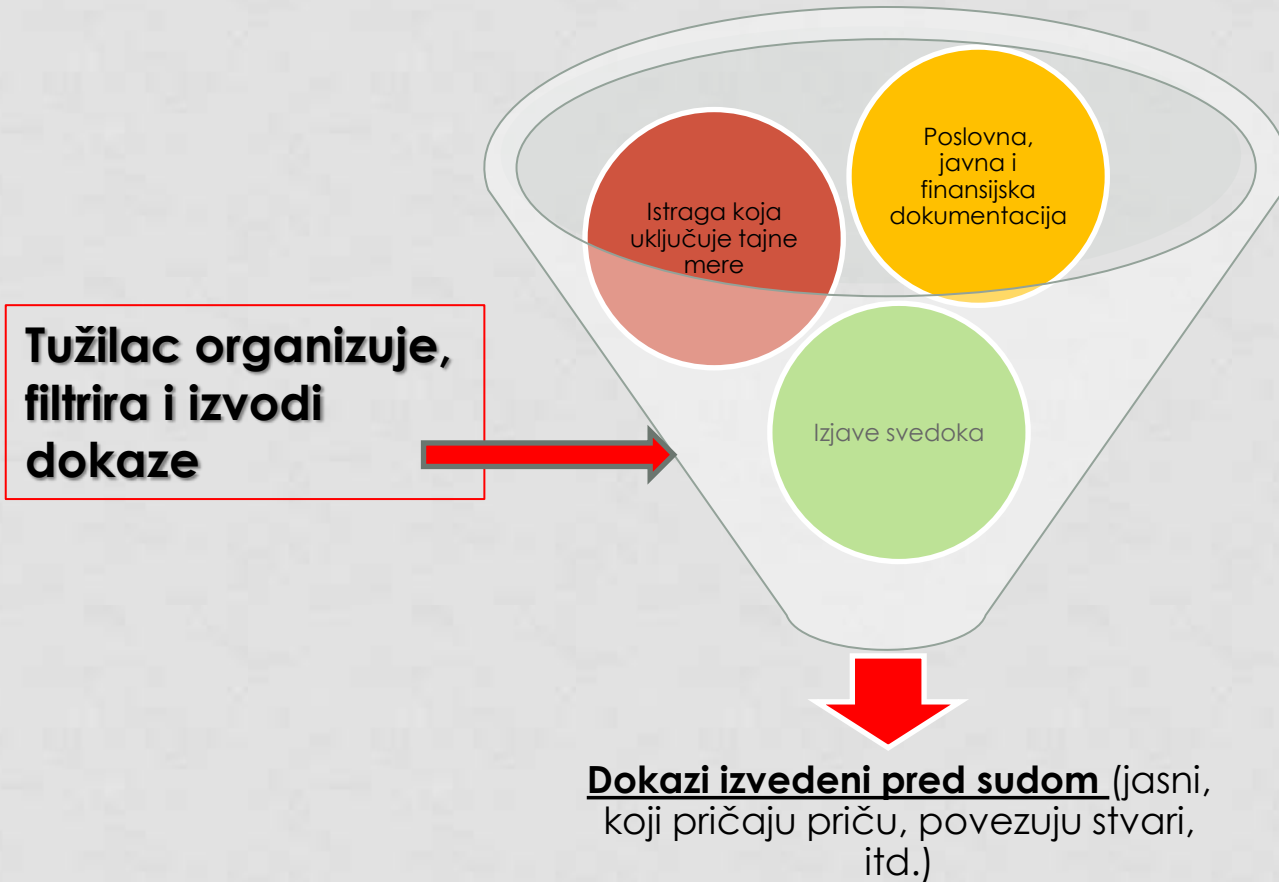 Poslovna,
javna i
finansijska
dokumentacija
Istraga koja
uključuje tajne
mere
Tužilac organizuje,
filtrira i izvodi
dokaze
Izjave svedoka
Dokazi izvedeni pred sudom (jasni,
koji pričaju priču, povezuju stvari,
itd.)